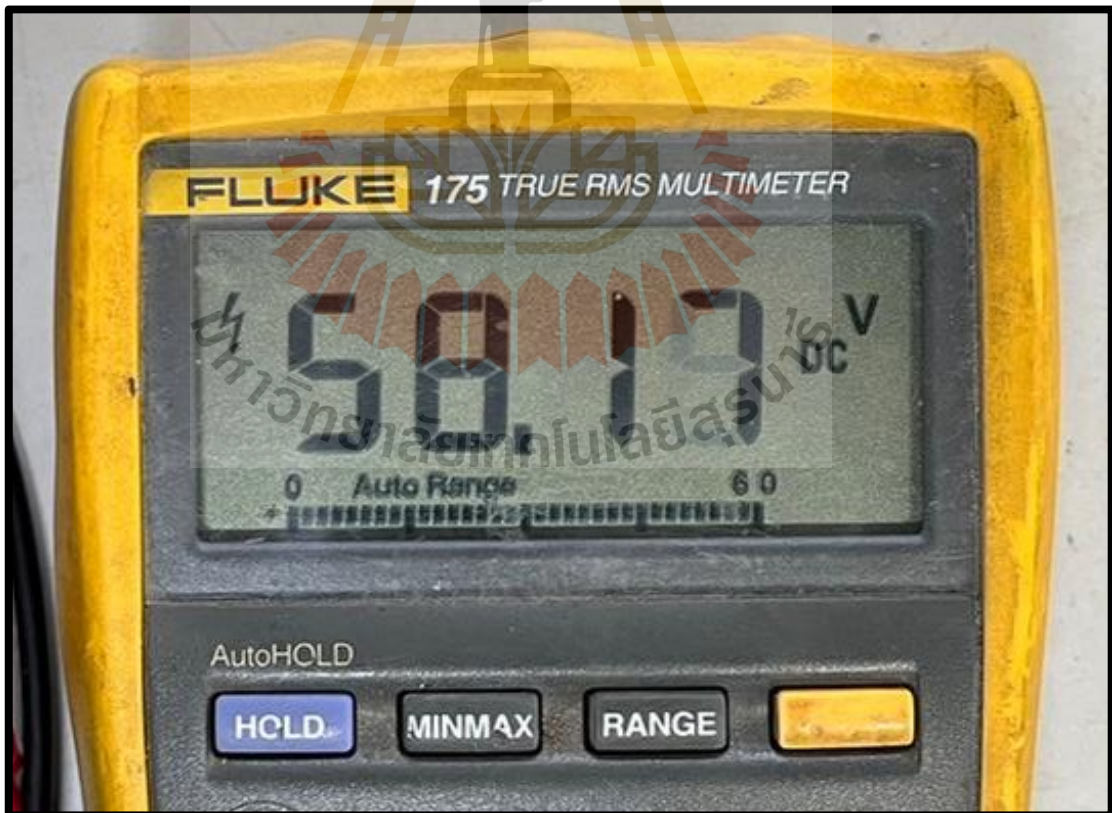 FLUKE 175 TRUE RMS MULTIMETER
58.13 V
DC
มหาวิทยาลัยเทคโนโลยีสุรนารี
0 Auto Range 60
AutoHOLD
HOLD MINMAX RANGE